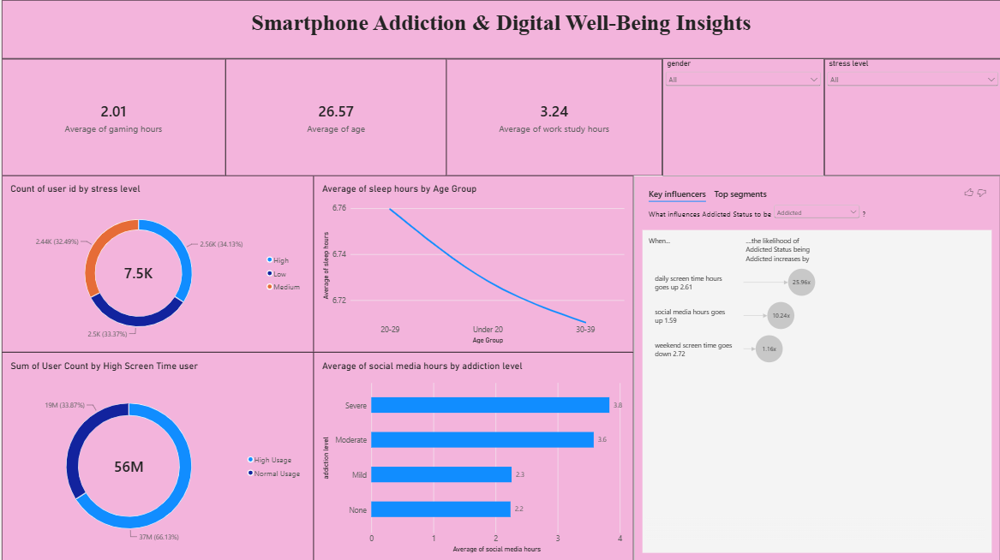 Smartphone Addiction & Digital Well-Being Insights
2.01
Average of gaming hours
26.57
Average of age
3.24
Average of work study hours
gender
All
stress level
All
Count of user id by stress level
2.44K (32.49%)
2.56K (34.13%)
7.5K
2.5K (33.37%)
High
Low
Medium
Average of sleep hours by Age Group
Average of sleep hours
6.76
6.74
6.72
20-29
Under 20
30-39
Age Group
Key influencers
Top segments
What influences Addicted Status to be
Addicted
?
When...
....the likelihood of
Addicted Status being
Addicted increases by
daily screen time hours
goes up 2.61
25.96x
social media hours goes
up 1.59
10.24x
weekend screen time goes
down 2.72
1.16x
Sum of User Count by High Screen Time user
19M (33.87%)
56M
37M (66.13%)
High Usage
Normal Usage
Average of social media hours by addiction level
addiction level
Severe
3.8
Moderate
3.6
Mild
2.3
None
2.2
0
1
2
3
4
Average of social media hours